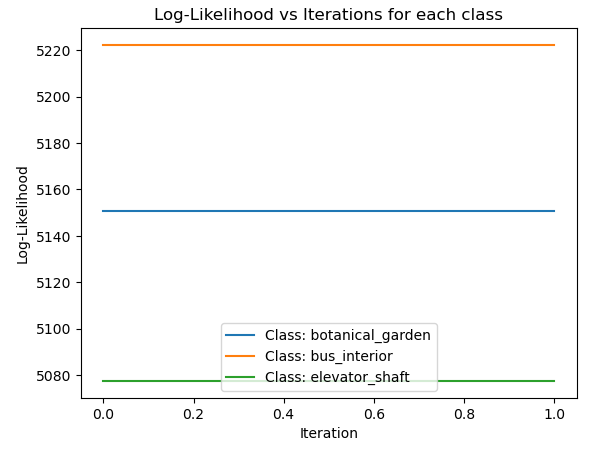 Log-Likelihood vs Iterations for each class
5220
5200
5180
5160
5140
5120
5100
5080
Log-Likelihood
Class: botanical_garden
Class: bus_interior
Class: elevator_shaft
0.0 0.2 0.4 0.6 0.8 1.0
Iteration